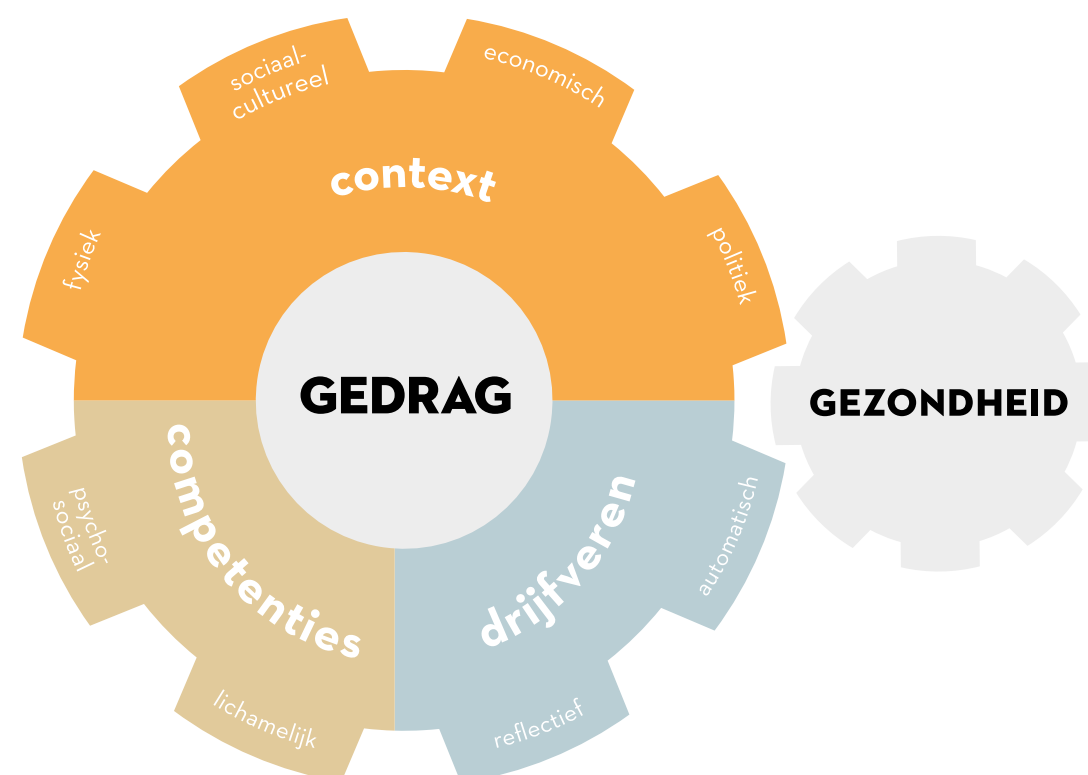 sociaal-
cultureel
economisch
context
fysiek
politiek
GEDRAG
GEZONDHEID
competenties
drijfveren
psycho-
sociaal
automatisch
lichamelijk
reflectief